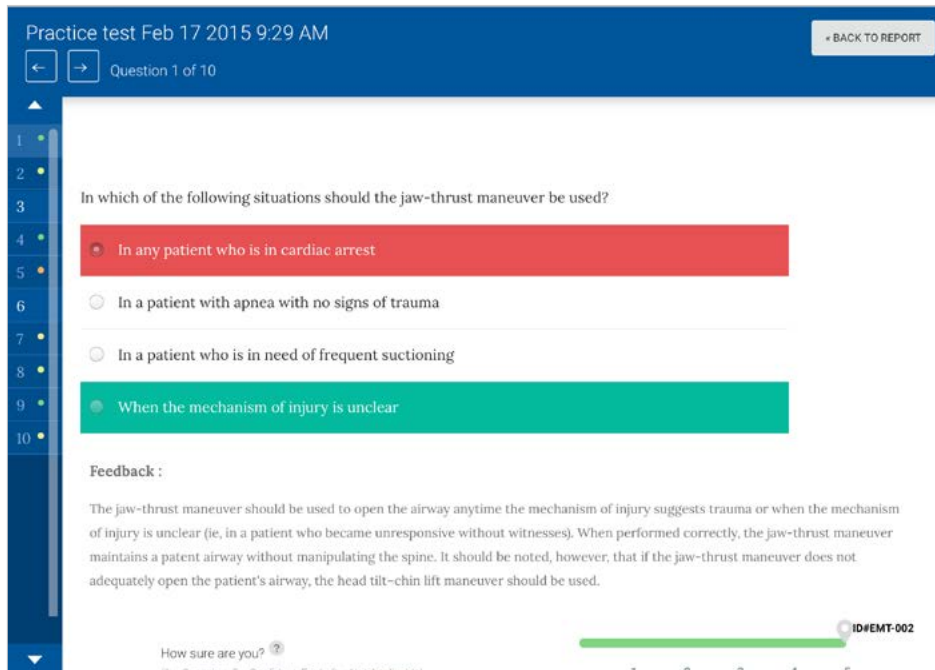 Practice test Feb 17 2015 9:29 AM
« BACK TO REPORT
← → Question 1 of 10
1
2
3
4
5
6
7
8
9
10
In which of the following situations should the jaw-thrust maneuver be used?
In any patient who is in cardiac arrest
In a patient with apnea with no signs of trauma
In a patient who is in need of frequent suctioning
When the mechanism of injury is unclear
Feedback :
The jaw-thrust maneuver should be used to open the airway anytime the mechanism of injury suggests trauma or when the mechanism
of injury is unclear (ie, in a patient who became unresponsive without witnesses). When performed correctly, the jaw-thrust maneuver
maintains a patent airway without manipulating the spine. It should be noted, however, that if the jaw-thrust maneuver does not
adequately open the patient's airway, the head tilt-chin lift maneuver should be used.
ID#EMT-002
How sure are you? ?